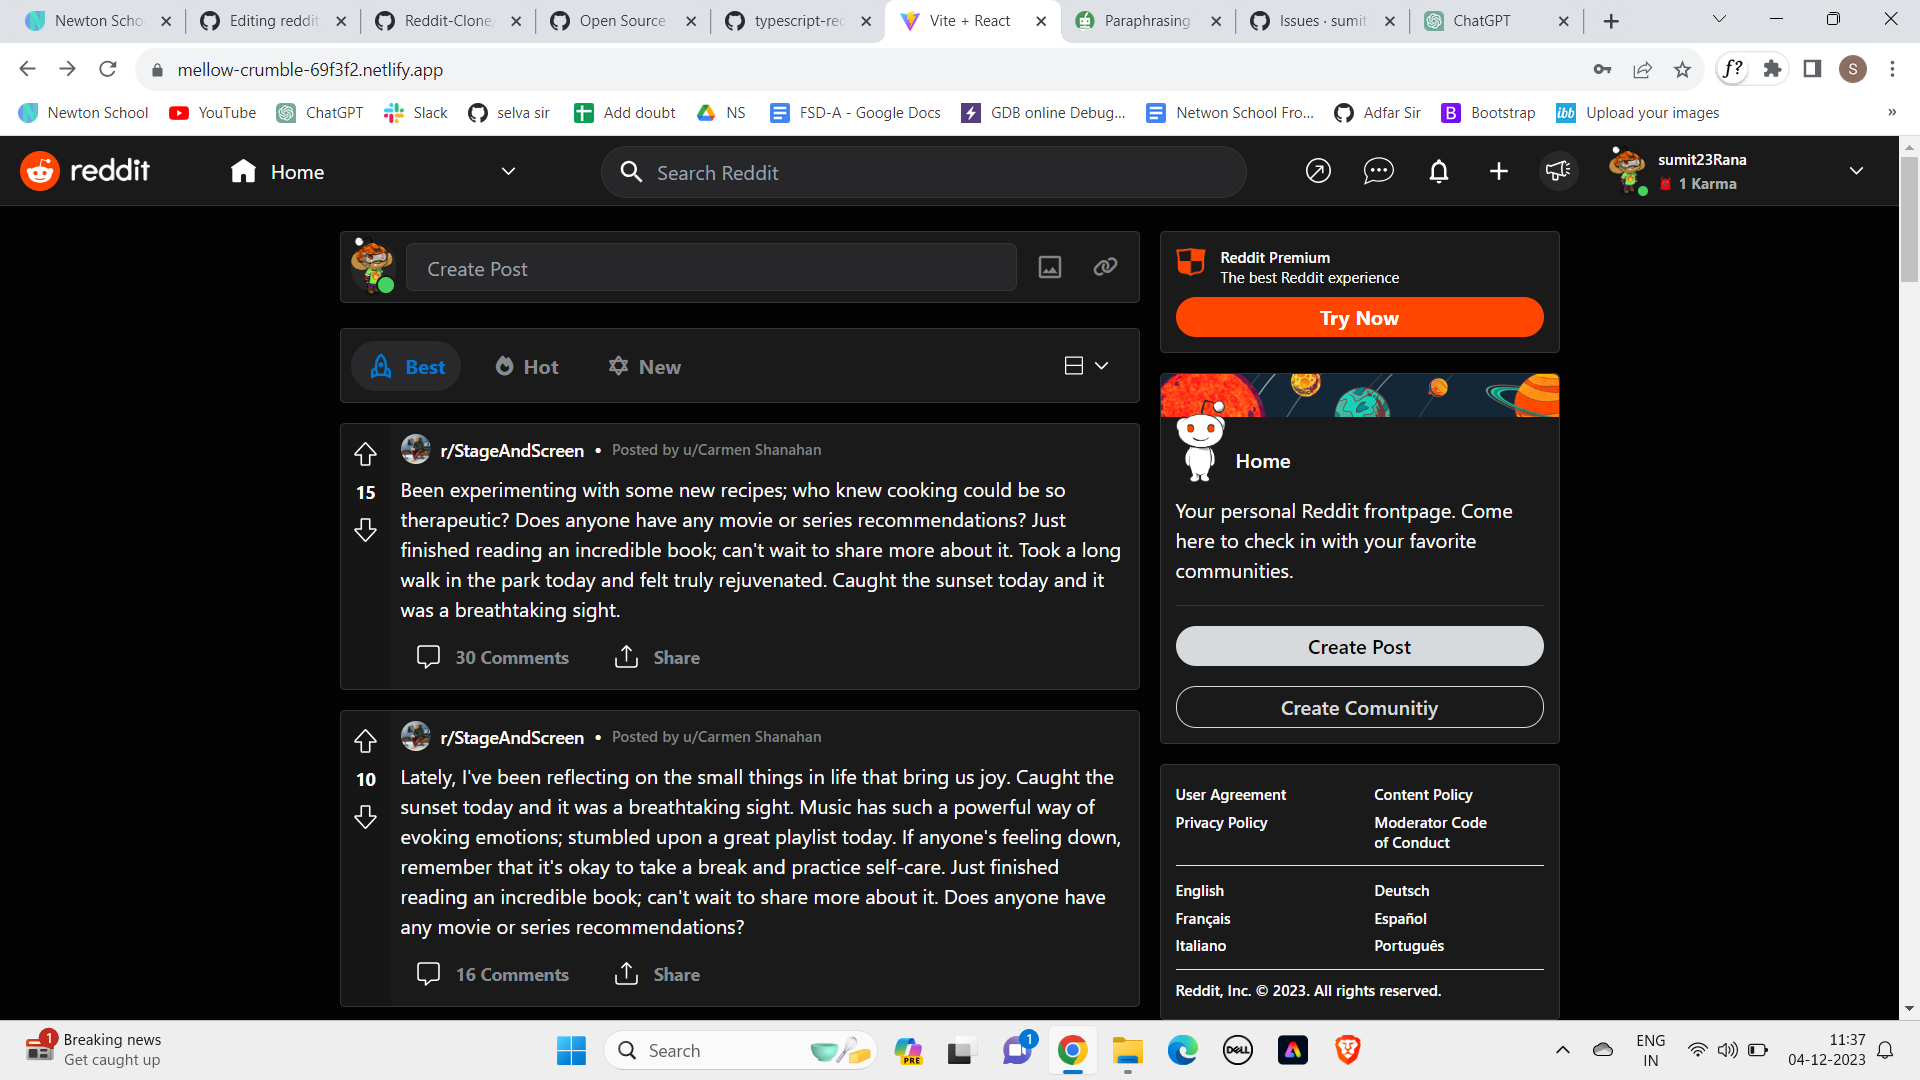 Newton Scho
Editing reddit
Reddit-Clone/
Open Source
typescript-rec
Vite + React
Paraphrasing
Issues · sumit
ChatGPT
mellow-crumble-69f3f2.netlify.app
f?
S
Newton School
YouTube
ChatGPT
Slack
selva sir
Add doubt
NS
FSD-A - Google Docs
GDB online Debug...
Netwon School Fro...
Adfar Sir
B
Bootstrap
ibb
Upload your images
»
reddit
Home
Search Reddit
sumit23Rana
1 Karma
Create Post
Best
Hot
New
r/StageAndScreen • Posted by u/Carmen Shanahan
15
Been experimenting with some new recipes; who knew cooking could be so
therapeutic? Does anyone have any movie or series recommendations? Just
finished reading an incredible book; can't wait to share more about it. Took a long
walk in the park today and felt truly rejuvenated. Caught the sunset today and it
was a breathtaking sight.
30 Comments
Share
r/StageAndScreen • Posted by u/Carmen Shanahan
10
Lately, I've been reflecting on the small things in life that bring us joy. Caught the
sunset today and it was a breathtaking sight. Music has such a powerful way of
evoking emotions; stumbled upon a great playlist today. If anyone's feeling down,
remember that it's okay to take a break and practice self-care. Just finished
reading an incredible book; can't wait to share more about it. Does anyone have
any movie or series recommendations?
16 Comments
Share
Reddit Premium
The best Reddit experience
Try Now
Home
Your personal Reddit frontpage. Come
here to check in with your favorite
communities.
Create Post
Create Comunitiy
User Agreement
Content Policy
Privacy Policy
Moderator Code
of Conduct
English
Deutsch
Français
Español
Italiano
Português
Reddit, Inc. © 2023. All rights reserved.
1
Breaking news
Get caught up
Search
PRE
1
DELL
ENG
IN
11:37
04-12-2023